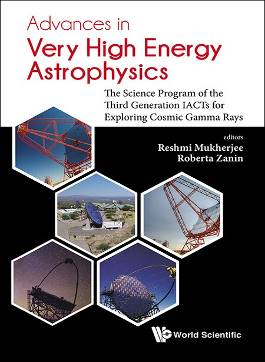 Advances in
Very High Energy
Astrophysics
The Science Program of the
Third Generation IACTs for
Exploring Cosmic Gamma Rays
editors
Reshmi Mukherjee
Roberta Zanin
World Scientific